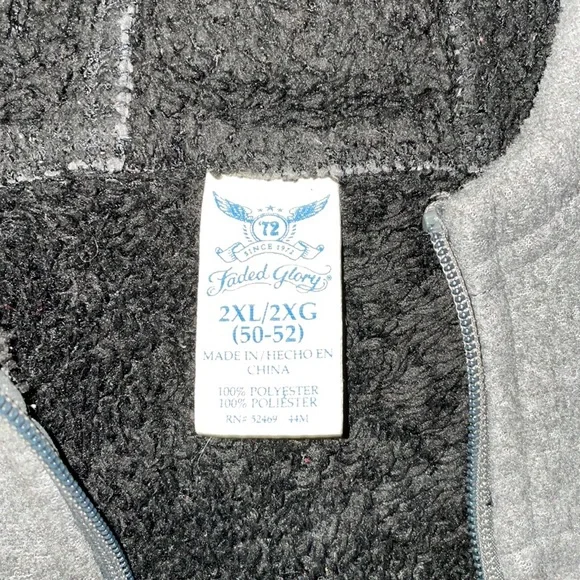 72
SINCE 1972
Faded Glory®
2XL/2XG
(50-52)
MADE IN/HECHO EN
CHINA
100% POLYESTER
100% POLIÉSTER
RN# 52469 44M